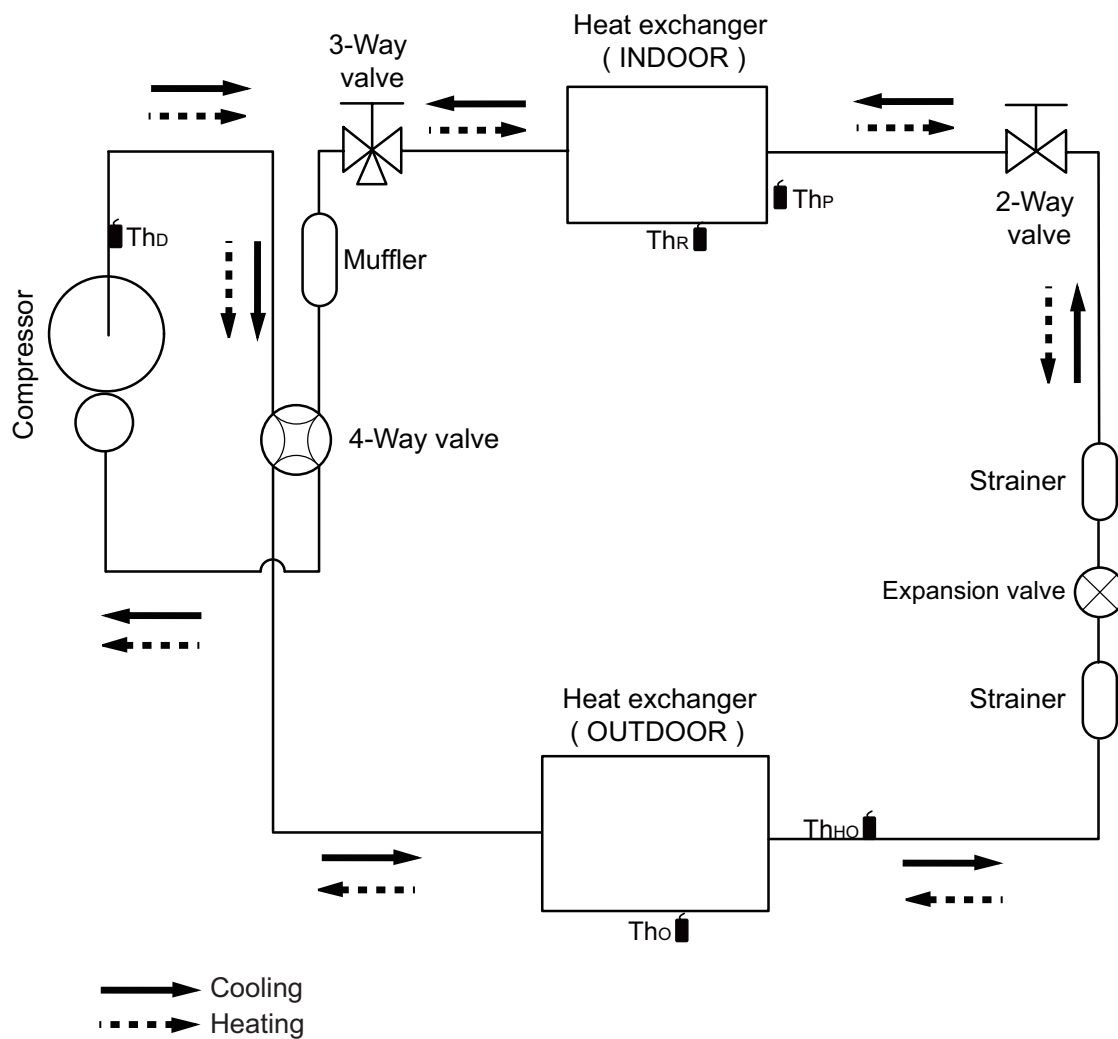 Heat exchanger
( INDOOR )
3-Way
valve
ThP
ThR
2-Way
valve
ThD
Muffler
Compressor
4-Way valve
Strainer
Expansion valve
Strainer
Heat exchanger
( OUTDOOR )
ThHO
ThO
Cooling
Heating